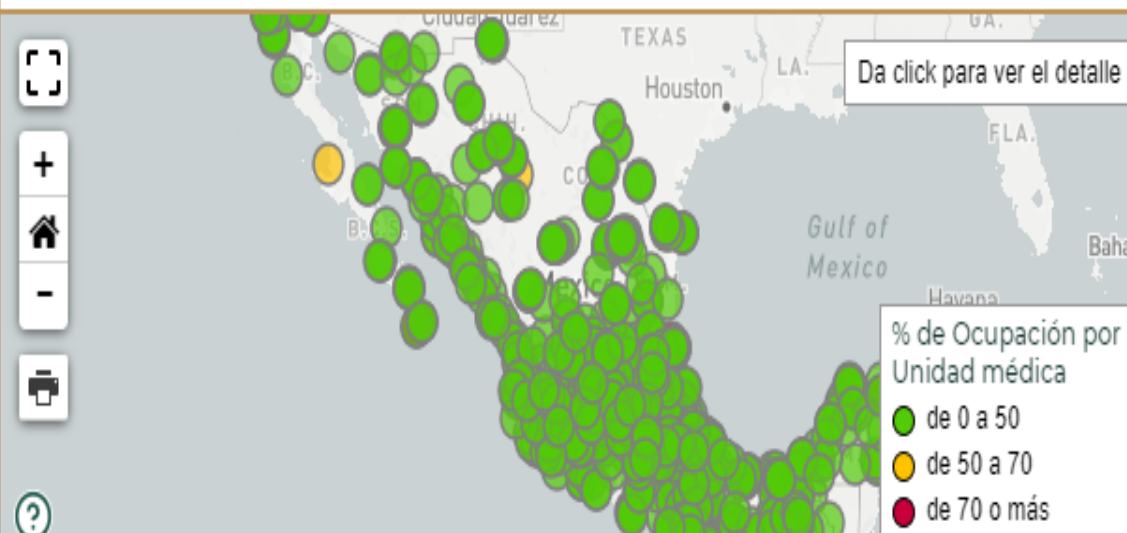 Ciudad Juárez
TEXAS
GA.
LA.
Da click para ver el detalle
Houston
B.C.
FLA.
B.C.S.
Gulf of
Mexico
Baha
Havana
Mexico
% de Ocupación por
Unidad médica
de 0 a 50
de 50 a 70
de 70 o más
+
-
?